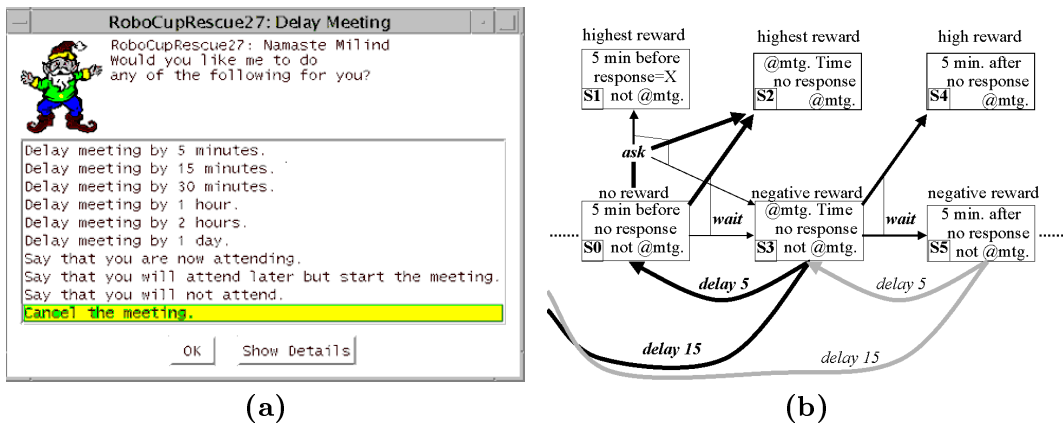 RoboCupRescue27: Delay Meeting
RoboCupRescue27: Namaste Milind
Would you like me to do
any of the following for you?
Delay meeting by 5 minutes.
Delay meeting by 15 minutes.
Delay meeting by 30 minutes.
Delay meeting by 1 hour.
Delay meeting by 2 hours.
Delay meeting by 1 day.
Say that you are now attending.
Say that you will attend later but start the meeting.
Say that you will not attend.
Cancel the meeting.
OK
Show Details
(a)
highest reward
5 min before
response=X
S1 not @mtg.
highest reward
@mtg. Time
no response
S2 @mtg.
high reward
5 min. after
no response
S4 @mtg.
ask
no reward
5 min before
no response
S0 not @mtg.
wait
negative reward
@mtg. Time
no response
S3 not @mtg.
wait
negative reward
5 min. after
no response
S5 not @mtg.
delay 5
delay 5
delay 15
delay 15
(b)